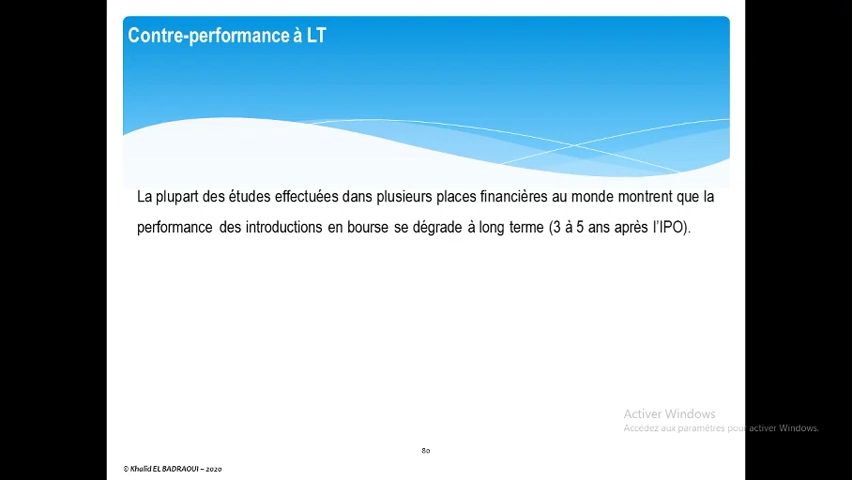 Contre-performance à LT
La plupart des études effectuées dans plusieurs places financières au monde montrent que la
performance des introductions en bourse se dégrade à long terme (3 à 5 ans après l’IPO).
Activer Windows
Accédez aux paramètres pour activer Windows.
80
© Khalid EL BADRAOUI – 2020